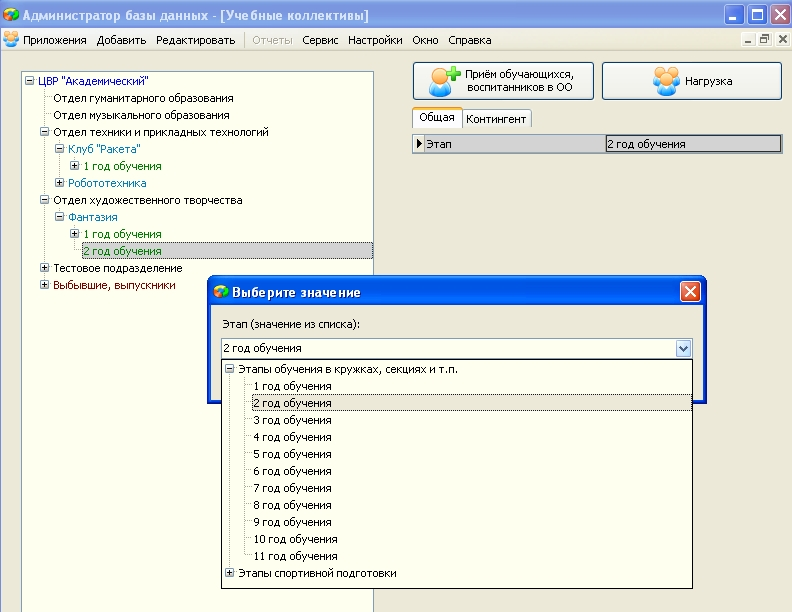 Администратор базы данных - [Учебные коллективы]
Приложения Добавить Редактировать Отчеты Сервис Настройки Окно Справка
ЦВР "Академический"
Отдел гуманитарного образования
Отдел музыкального образования
Отдел техники и прикладных технологий
Клуб "Ракета"
1 год обучения
Робототехника
Отдел художественного творчества
Фантазия
1 год обучения
2 год обучения
Тестовое подразделение
Выбывшие, выпускники
Приём обучающихся,
воспитанников в ОО
Нагрузка
Общая Контингент
Этап 2 год обучения
Выберите значение
Этап (значение из списка):
2 год обучения
Этапы обучения в кружках, секциях и т.п.
1 год обучения
2 год обучения
3 год обучения
4 год обучения
5 год обучения
6 год обучения
7 год обучения
8 год обучения
9 год обучения
10 год обучения
11 год обучения
Этапы спортивной подготовки